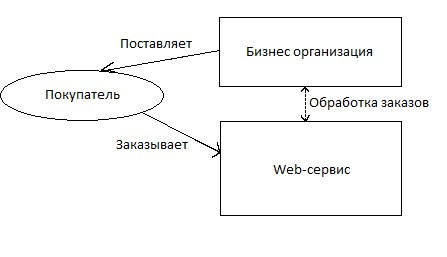 Поставляет
Бизнес организация
Покупатель
Обработка заказов
Заказывает
Web-сервис